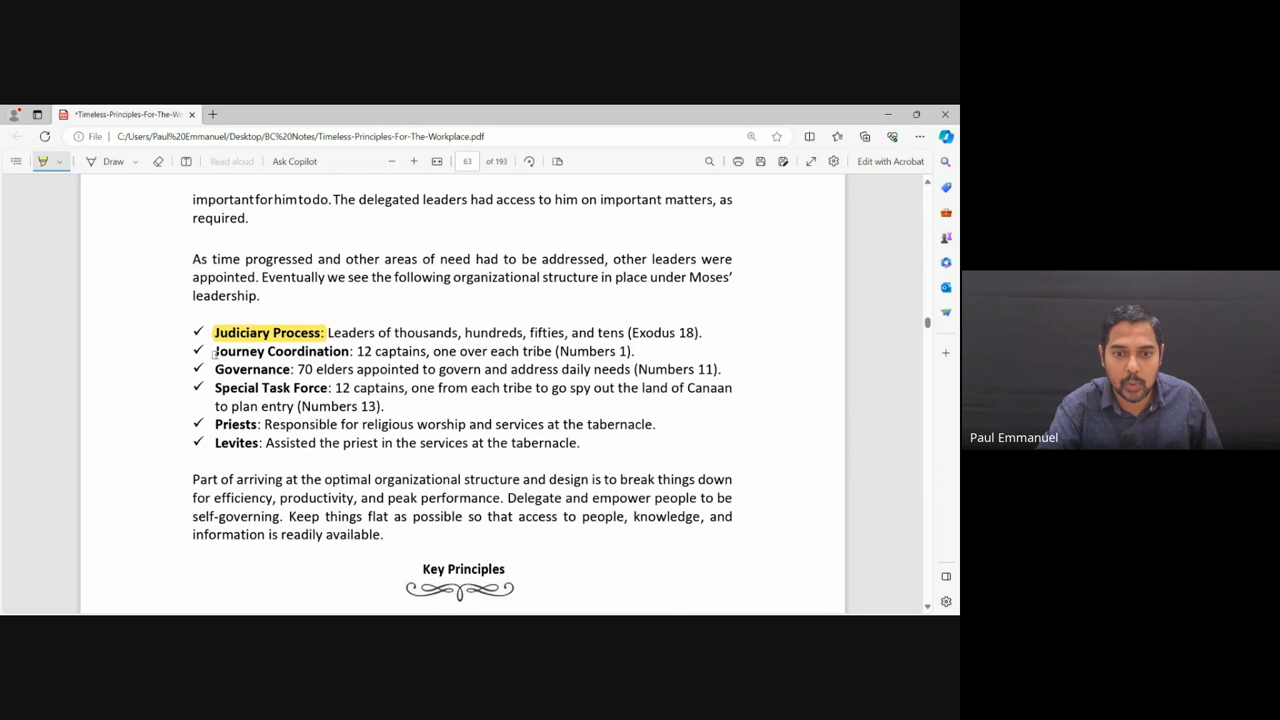 *Timeless-Principles-For-The-Wo
File
C:/Users/Paul%20Emmanuel/Desktop/BC%20Notes/Timeless-Principles-For-The-Workplace.pdf
Draw
Read aloud
Ask Copilot
63 of 193
Edit with Acrobat
importantforhimtodo. The delegated leaders had access to him on important matters, as
required.
As time progressed and other areas of need had to be addressed, other leaders were
appointed. Eventually we see the following organizational structure in place under Moses’
leadership.
✓ Judiciary Process: Leaders of thousands, hundreds, fifties, and tens (Exodus 18).
✓ Journey Coordination: 12 captains, one over each tribe (Numbers 1).
✓ Governance: 70 elders appointed to govern and address daily needs (Numbers 11).
✓ Special Task Force: 12 captains, one from each tribe to go spy out the land of Canaan
to plan entry (Numbers 13).
✓ Priests: Responsible for religious worship and services at the tabernacle.
✓ Levites: Assisted the priest in the services at the tabernacle.
Part of arriving at the optimal organizational structure and design is to break things down
for efficiency, productivity, and peak performance. Delegate and empower people to be
self-governing. Keep things flat as possible so that access to people, knowledge, and
information is readily available.
Key Principles
Paul Emmanuel